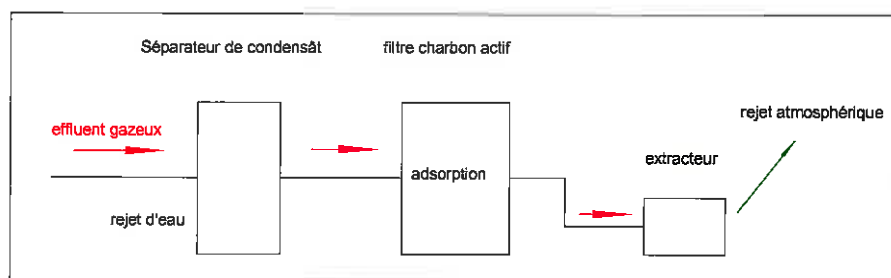 Séparateur de condensât
filtre charbon actif
rejet atmosphérique
effluent gazeux
extracteur
adsorption
rejet d'eau